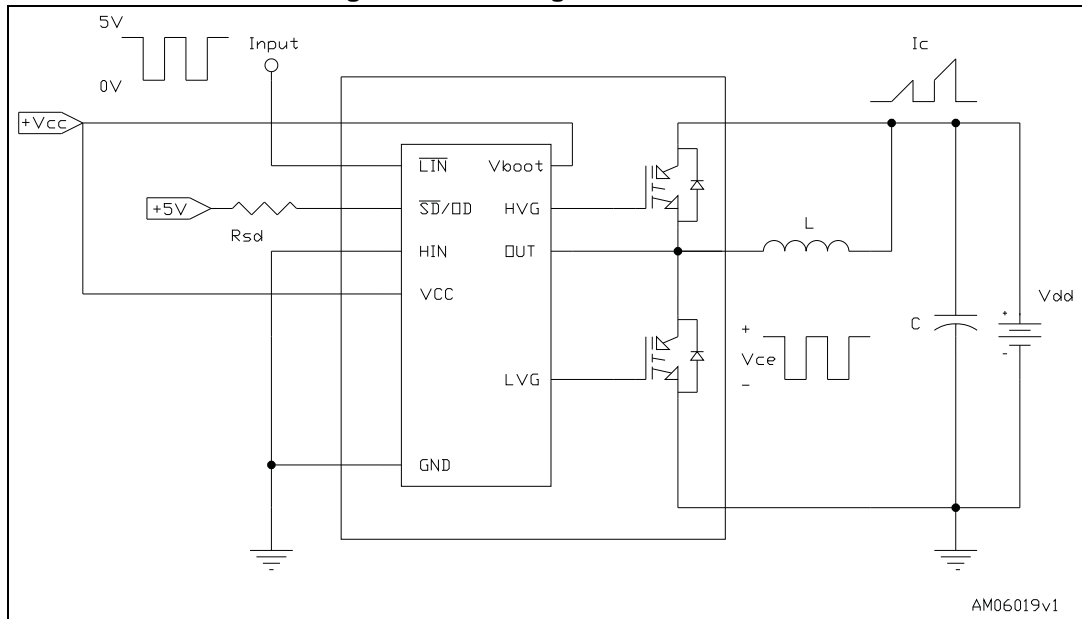 5V
0V
Input
Ic
+Vcc
LIN
Vboot
+5V
Rsd
SD/OD
HVG
HIN
OUT
L
VCC
C
+
Vdd
-
+
Vce
-
LVG
GND
AM06019v1